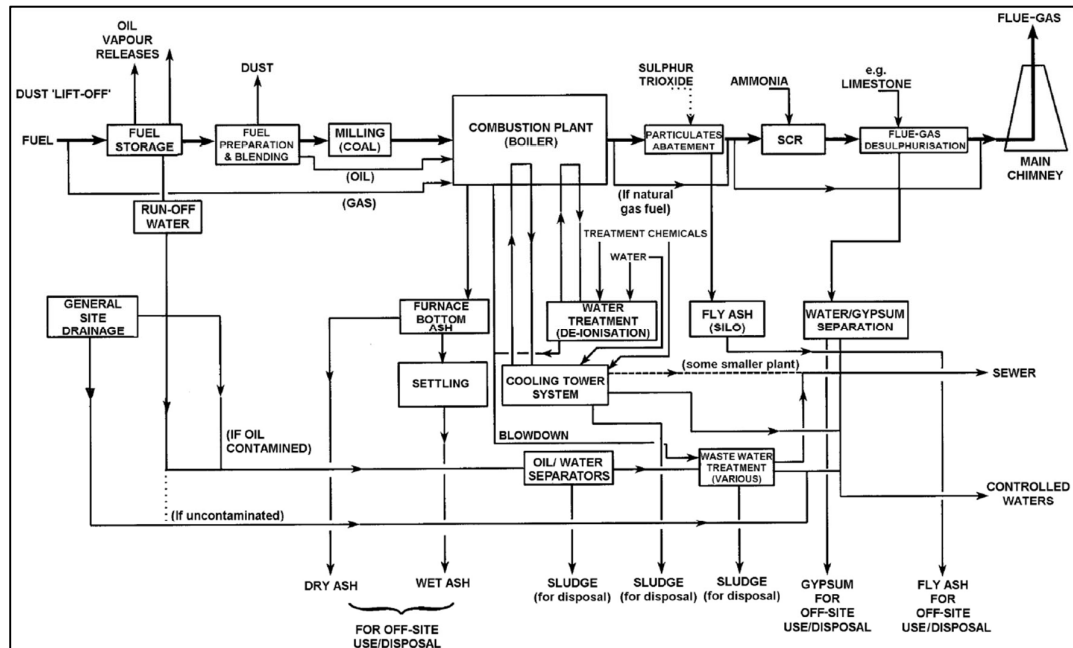 FLUE-GAS
OIL
VAPOUR
RELEASES
DUST
SULPHUR
TRIOXIDE
AMMONIA
e.g.
LIMESTONE
DUST 'LIFT-OFF'
FUEL
FUEL
STORAGE
FUEL
PREPARATION
& BLENDING
MILLING
(COAL)
COMBUSTION PLANT
(BOILER)
PARTICULATES
ABATEMENT
SCR
FLUE-GAS
DESULPHURISATION
MAIN
CHIMNEY
(OIL)
(GAS)
(If natural
gas fuel)
RUN-OFF
WATER
TREATMENT CHEMICALS
WATER
GENERAL
SITE
DRAINAGE
FURNACE
BOTTOM
ASH
WATER
TREATMENT
(DE-IONISATION)
FLY ASH
(SILO)
WATER/GYPSUM
SEPARATION
SETTLING
COOLING TOWER
SYSTEM
(some smaller plant)
SEWER
(IF OIL
CONTAMINATED)
BLOWDOWN
OIL/ WATER
SEPARATORS
WASTE WATER
TREATMENT
(VARIOUS)
CONTROLLED
WATERS
(If uncontaminated)
DRY ASH
WET ASH
SLUDGE
(for disposal)
SLUDGE
(for disposal)
SLUDGE
(for disposal)
GYPSUM
FOR
OFF-SITE
USE/DISPOSAL
FLY ASH
FOR
OFF-SITE
USE/DISPOSAL
FOR OFF-SITE
USE/DISPOSAL